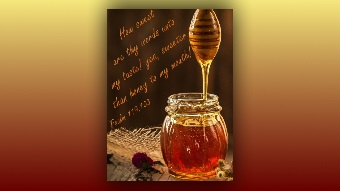 How sweet
are thy words unto
my taste! yea, sweeter
than honey to my mouth!
Psalm 119:103